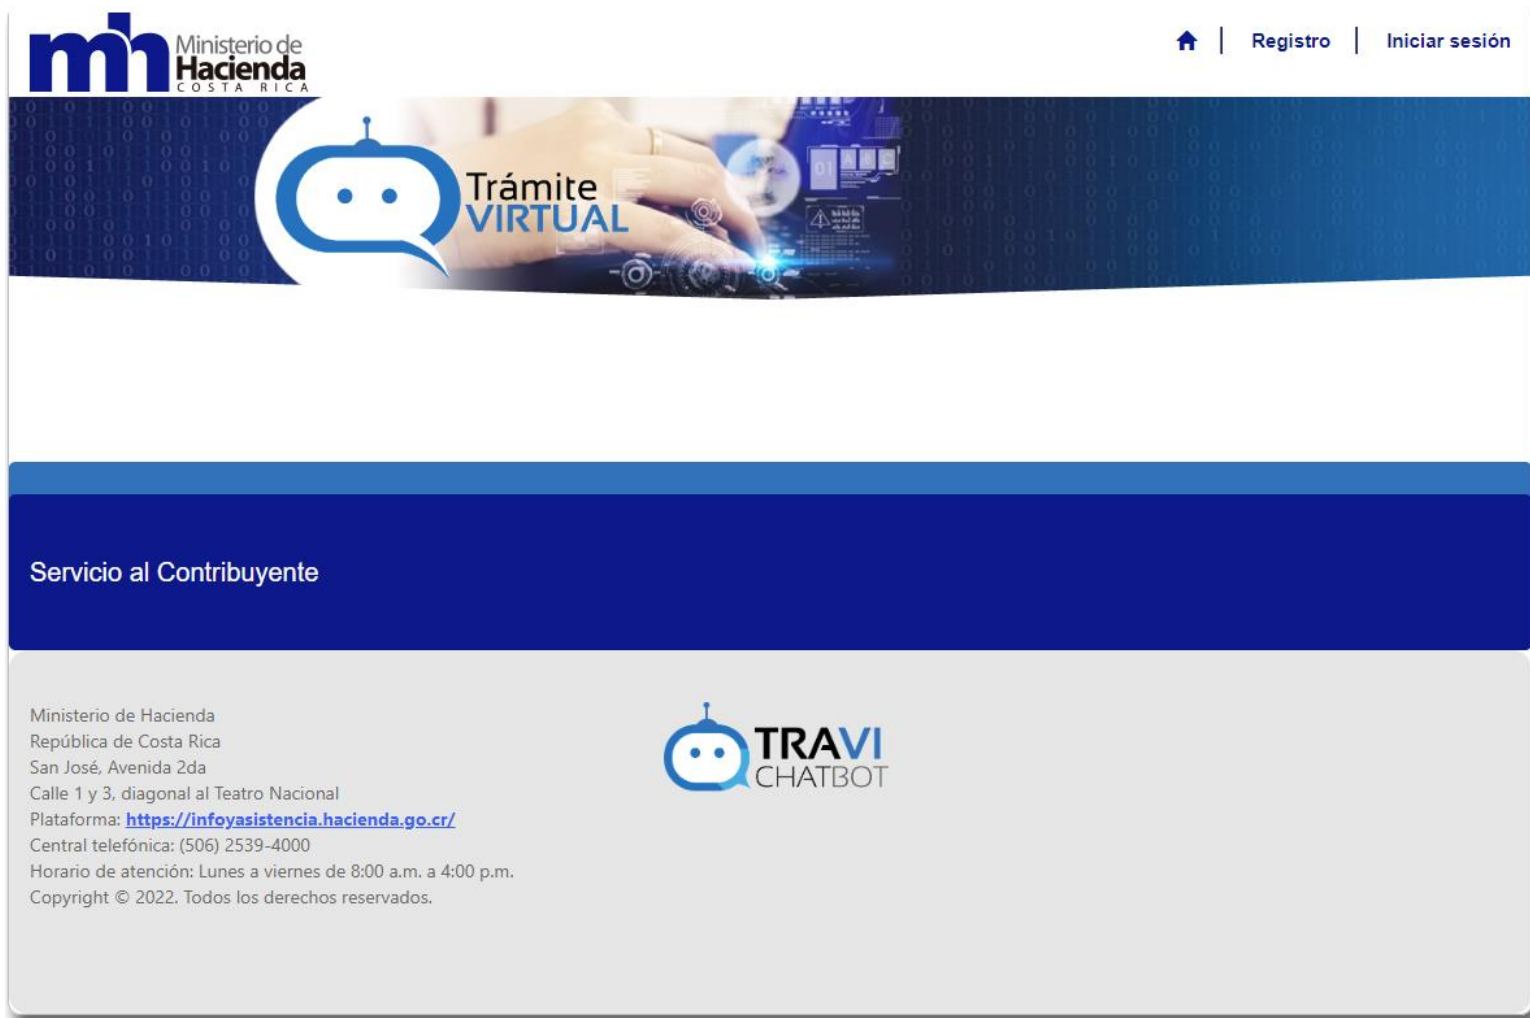 mh Ministerio de
Hacienda
COSTA RICA
Registro
Iniciar sesión
Trámite
VIRTUAL
01 A B C
Servicio al Contribuyente
Ministerio de Hacienda
República de Costa Rica
San José, Avenida 2da
Calle 1 y 3, diagonal al Teatro Nacional
Plataforma: https://infoyasistencia.hacienda.go.cr/
Central telefónica: (506) 2539-4000
Horario de atención: Lunes a viernes de 8:00 a.m. a 4:00 p.m.
Copyright © 2022. Todos los derechos reservados.
TRAVI
CHATBOT